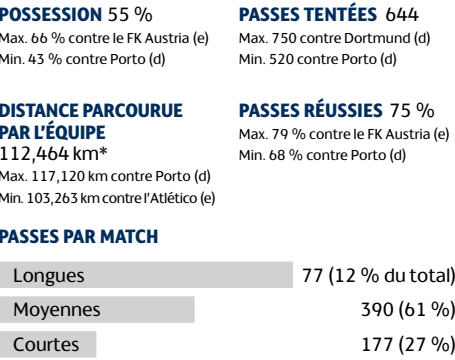 POSSESSION 55 %
Max. 66 % contre le FK Austria (e)
Min. 43 % contre Porto (d)
PASSES TENTÉES 644
Max. 750 contre Dortmund (d)
Min. 520 contre Porto (d)
DISTANCE PARCOURUE
PAR L’ÉQUIPE
112,464 km*
Max. 117,120 km contre Porto (d)
Min. 103,263 km contre l’Atlético (e)
PASSES RÉUSSIES 75 %
Max. 79 % contre le FK Austria (e)
Min. 68 % contre Porto (d)
PASSES PAR MATCH
Longues 77 (12 % du total)
Moyennes 390 (61 %)
Courtes 177 (27 %)